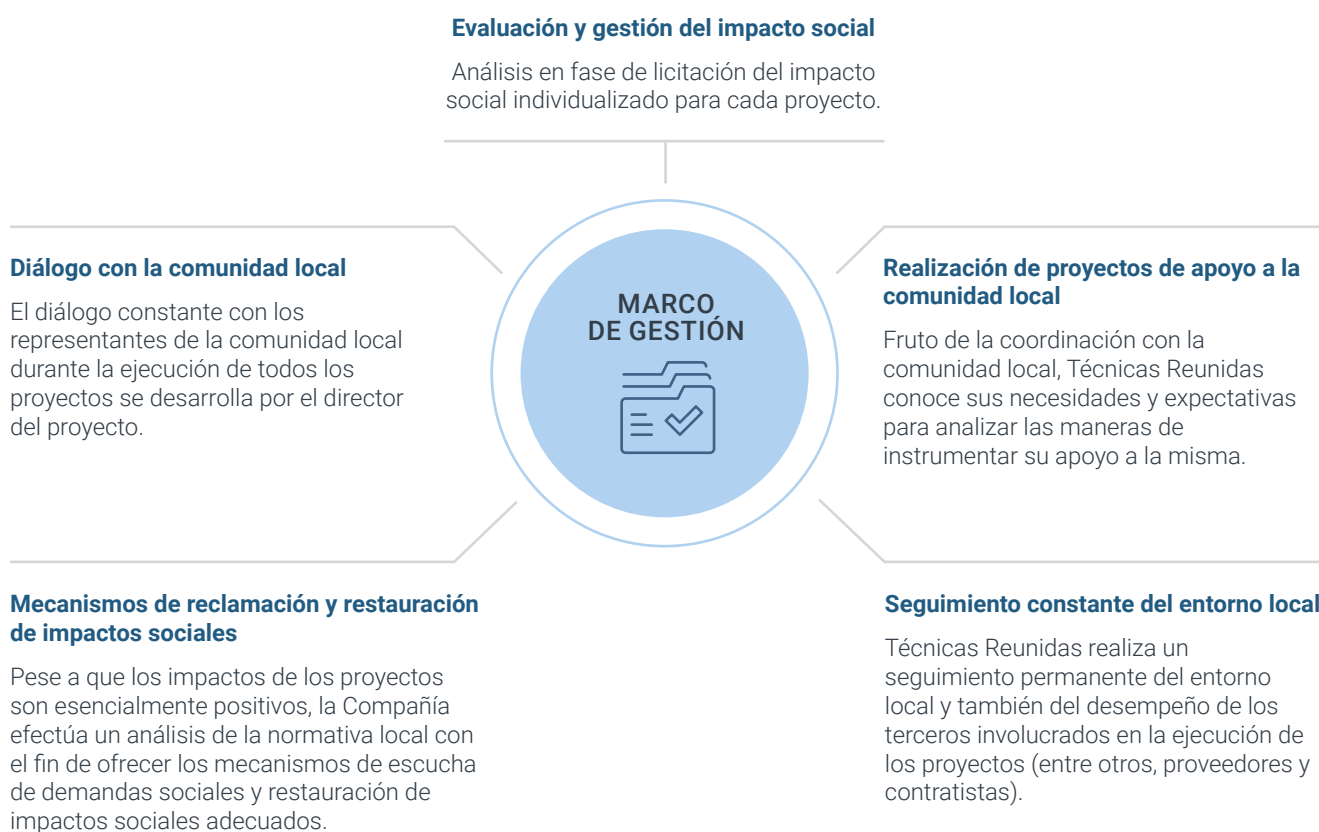 Evaluación y gestión del impacto social
Análisis en fase de licitación del impacto
social individualizado para cada proyecto.
Diálogo con la comunidad local
El diálogo constante con los
representantes de la comunidad local
durante la ejecución de todos los
proyectos se desarrolla por el director
del proyecto.
MARCO
DE GESTIÓN
Realización de proyectos de apoyo a la
comunidad local
Fruto de la coordinación con la
comunidad local, Técnicas Reunidas
conoce sus necesidades y expectativas
para analizar las maneras de
instrumentar su apoyo a la misma.
Mecanismos de reclamación y restauración
de impactos sociales
Pese a que los impactos de los proyectos
son esencialmente positivos, la Compañía
efectúa un análisis de la normativa local con
el fin de ofrecer los mecanismos de escucha
de demandas sociales y restauración de
impactos sociales adecuados.
Seguimiento constante del entorno local
Técnicas Reunidas realiza un
seguimiento permanente del entorno
local y también del desempeño de los
terceros involucrados en la ejecución de
los proyectos (entre otros, proveedores y
contratistas).